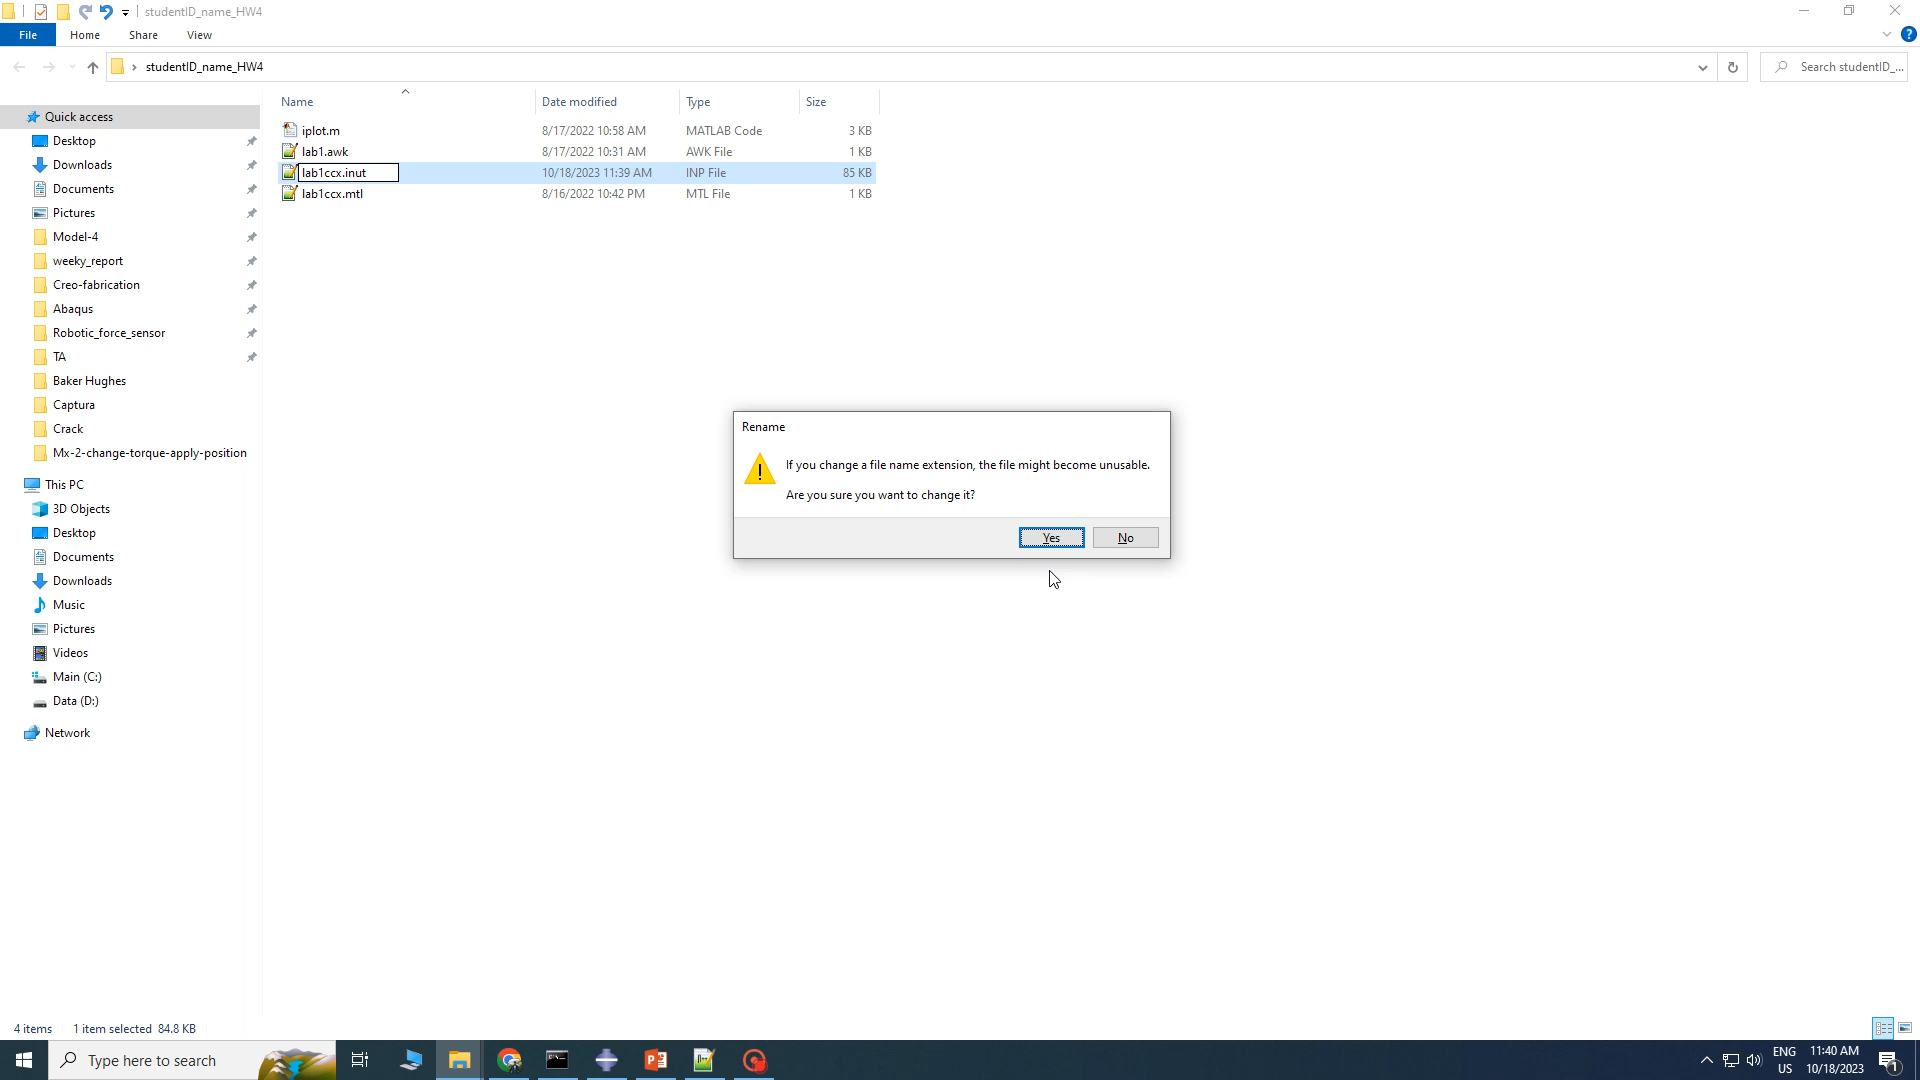 studentID_name_HW4
File Home Share View
studentID_name_HW4
Search studentID_...
Name Date modified Type Size
iplot.m 8/17/2022 10:58 AM MATLAB Code 3 KB
lab1.awk 8/17/2022 10:31 AM AWK File 1 KB
lab1ccx.inut 10/18/2023 11:39 AM INP File 85 KB
lab1ccx.mtl 8/16/2022 10:42 PM MTL File 1 KB
Quick access
Desktop
Downloads
Documents
Pictures
Model-4
weeky_report
Creo-fabrication
Abaqus
Robotic_force_sensor
TA
Baker Hughes
Captura
Crack
Mx-2-change-torque-apply-position
This PC
3D Objects
Desktop
Documents
Downloads
Music
Pictures
Videos
Main (C:)
Data (D:)
Network
Rename
If you change a file name extension, the file might become unusable.
Are you sure you want to change it?
Yes No
4 items 1 item selected 84.8 KB
Type here to search
ENG
US
11:40 AM
10/18/2023
1